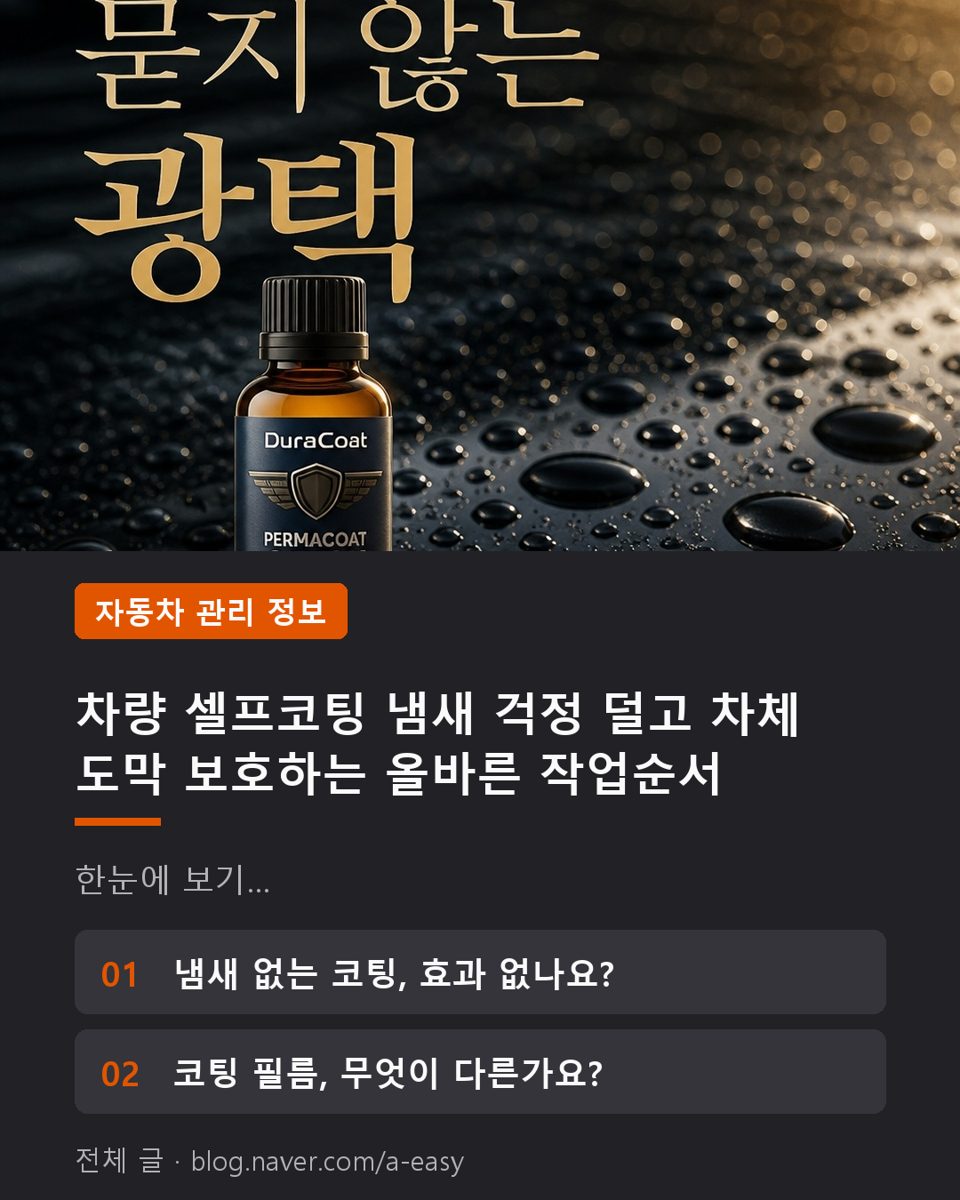 묻지 않는
광택
DuraCoat
PERMACOAT
자동차 관리 정보
차량 셀프코팅 냄새 걱정 덜고 차체
도막 보호하는 올바른 작업순서
한눈에 보기...
01 냄새 없는 코팅, 효과 없나요?
02 코팅 필름, 무엇이 다른가요?
전체 글 · blog.naver.com/a-easy